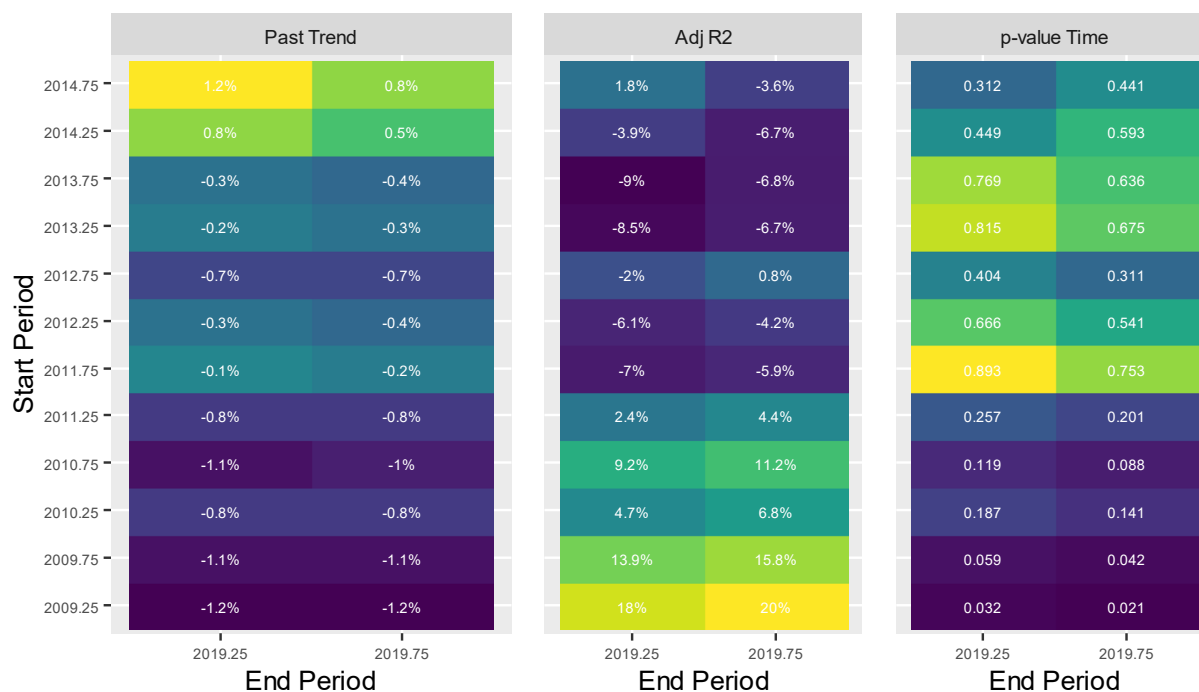 Past Trend Adj R2 p-value Time
2014.75 1.2% 0.8% 1.8% -3.6% 0.312 0.441
2014.25 0.8% 0.5% -3.9% -6.7% 0.449 0.593
2013.75 -0.3% -0.4% -9% -6.8% 0.769 0.636
2013.25 -0.2% -0.3% -8.5% -6.7% 0.815 0.675
2012.75 -0.7% -0.7% -2% 0.8% 0.404 0.311
2012.25 -0.3% -0.4% -6.1% -4.2% 0.666 0.541
2011.75 -0.1% -0.2% -7% -5.9% 0.893 0.753
2011.25 -0.8% -0.8% 2.4% 4.4% 0.257 0.201
2010.75 -1.1% -1% 9.2% 11.2% 0.119 0.088
2010.25 -0.8% -0.8% 4.7% 6.8% 0.187 0.141
2009.75 -1.1% -1.1% 13.9% 15.8% 0.059 0.042
2009.25 -1.2% -1.2% 18% 20% 0.032 0.021
Start Period
2019.25 2019.75 2019.25 2019.75 2019.25 2019.75
End Period End Period End Period